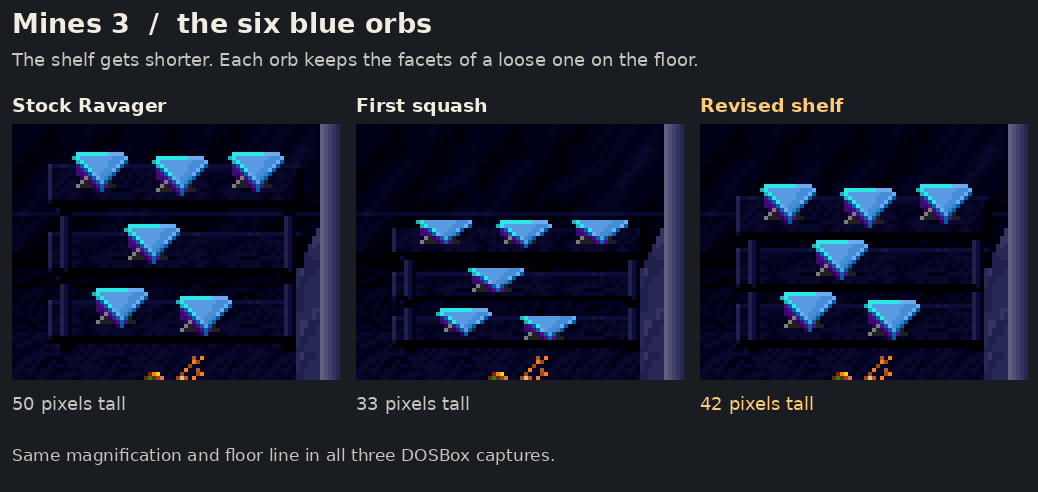 Mines 3 / the six blue orbs
The shelf gets shorter. Each orb keeps the facets of a loose one on the floor.
Stock Ravager
First squash
Revised shelf
50 pixels tall
33 pixels tall
42 pixels tall
Same magnification and floor line in all three DOSBox captures.